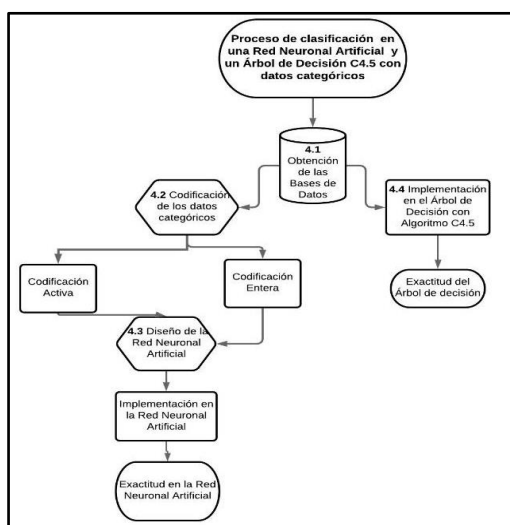 Proceso de clasificación en
una Red Neuronal Artificial y
un Árbol de Decisión C4.5 con
datos categóricos
4.1
Obtención
de las
Bases de
Datos
4.2 Codificación
de los datos
categóricos
4.4 Implementación
en el Árbol de
Decisión con
Algoritmo C4.5
Codificación
Activa
Codificación
Entera
Exactitud del
Árbol de decisión
4.3 Diseño de la
Red Neuronal
Artificial
Implementación en
la Red Neuronal
Artificial
Exactitud en la Red
Neuronal Artificial